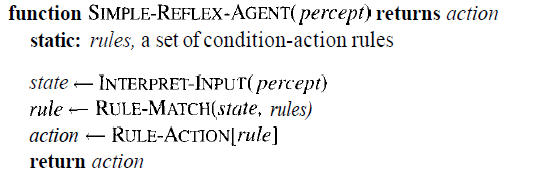 function SIMPLE-REFLEX-AGENT(percept) returns action
static: rules, a set of condition-action rules
state ← INTERPRET-INPUT(percept)
rule ← RULE-MATCH(state, rules)
action ← RULE-ACTION[rule]
return action